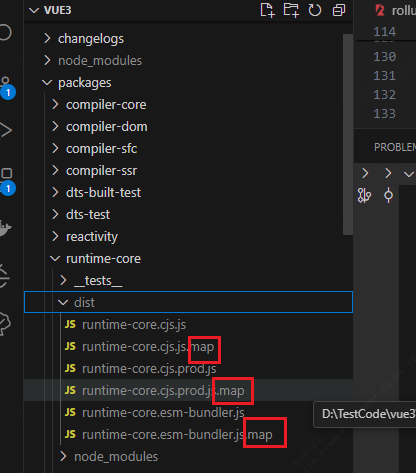 VUE3
changelogs
node_modules
packages
compiler-core
compiler-dom
compiler-sfc
compiler-ssr
dts-built-test
dts-test
reactivity
runtime-core
__tests__
dist
JS runtime-core.cjs.js
JS runtime-core.cjs.js.map
JS runtime-core.cjs.prod.js
JS runtime-core.cjs.prod.js.map
JS runtime-core.esm-bundler.js
JS runtime-core.esm-bundler.js.map
node_modules
1
1
rollu
114
130
131
132
133
PROBLEM
D:\TestCode\vue3\